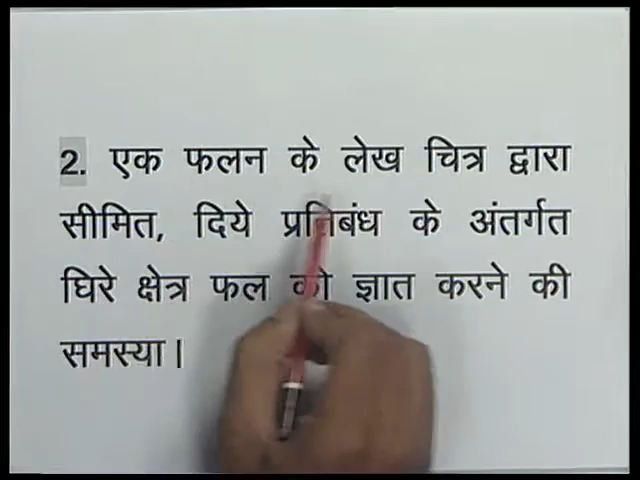 2. एक फलन के लेख चित्र द्वारा
सीमित, दिये प्रतिबंध के अंतर्गत
घिरे क्षेत्र फल को ज्ञात करने की
समस्या।